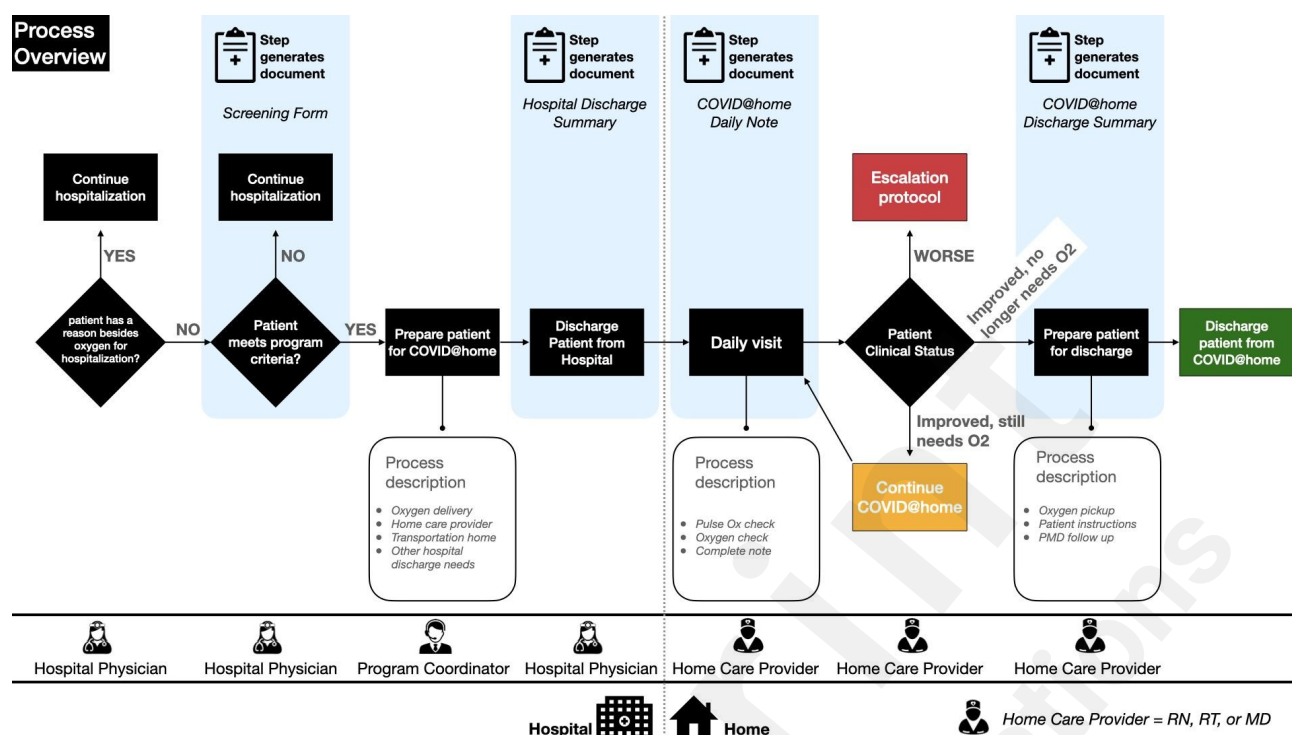 Process
Overview
Step
generates
document
Screening Form
Step
generates
document
Hospital Discharge
Summary
Step
generates
document
COVID@home
Daily Note
Step
generates
document
COVID@home
Discharge Summary
Continue
hospitalization
Continue
hospitalization
Escalation
protocol
YES
NO
WORSE
Improved, no
longer needs O2
patient has a
reason besides
oxygen for
hospitalization?
NO
Patient
meets program
criteria?
YES
Prepare patient
for COVID@home
Discharge
Patient from
Hospital
Daily visit
Patient
Clinical Status
Prepare patient
for discharge
Discharge
patient from
COVID@home
Improved, still
needs O2
Continue
COVID@home
Process
description
• Oxygen delivery
• Home care provider
• Transportation home
• Other hospital
discharge needs
Process
description
• Pulse Ox check
• Oxygen check
• Complete note
Process
description
• Oxygen pickup
• Patient instructions
• PMD follow up
Hospital Physician
Hospital Physician
Program Coordinator
Hospital Physician
Home Care Provider
Home Care Provider
Home Care Provider
Hospital
Home
Home Care Provider = RN, RT, or MD